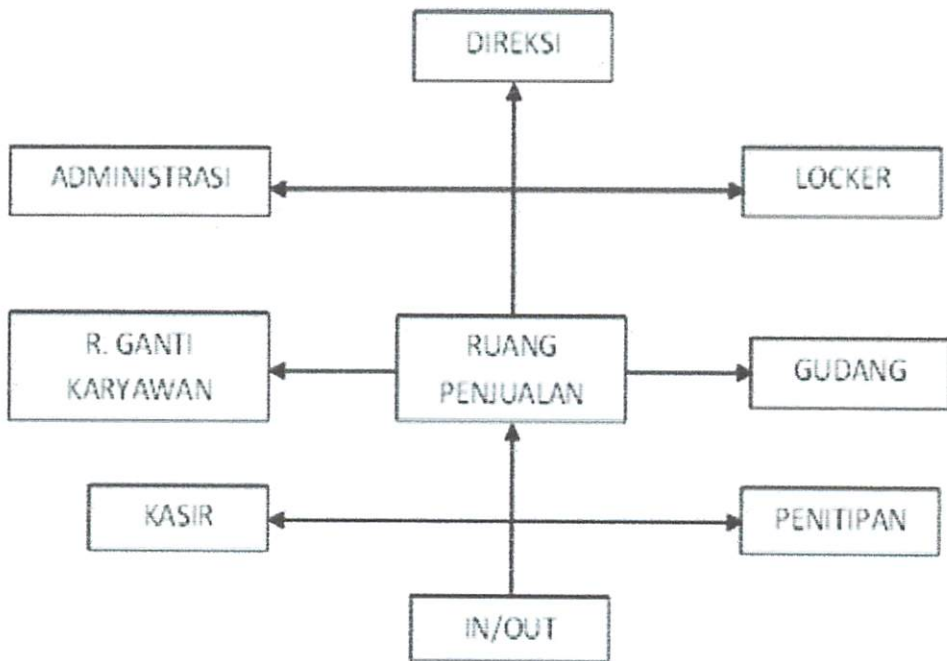 DIREKSI
ADMINISTRASI
LOCKER
R. GANTI
KARYAWAN
RUANG
PENJUALAN
GUDANG
KASIR
PENITIPAN
IN/OUT